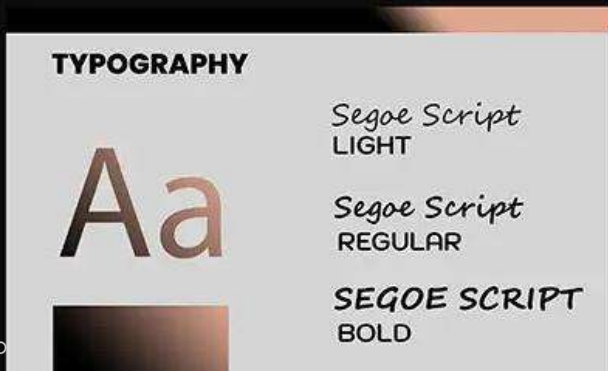 TYPOGRAPHY
Aa
Segoe Script
LIGHT
Segoe Script
REGULAR
SEGOE SCRIPT
BOLD